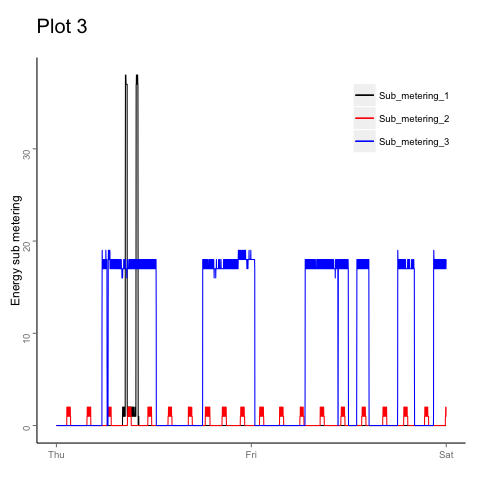 Plot 3
Sub_metering_1
Sub_metering_2
Sub_metering_3
Energy sub metering
30
20
10
0
Thu Fri Sat